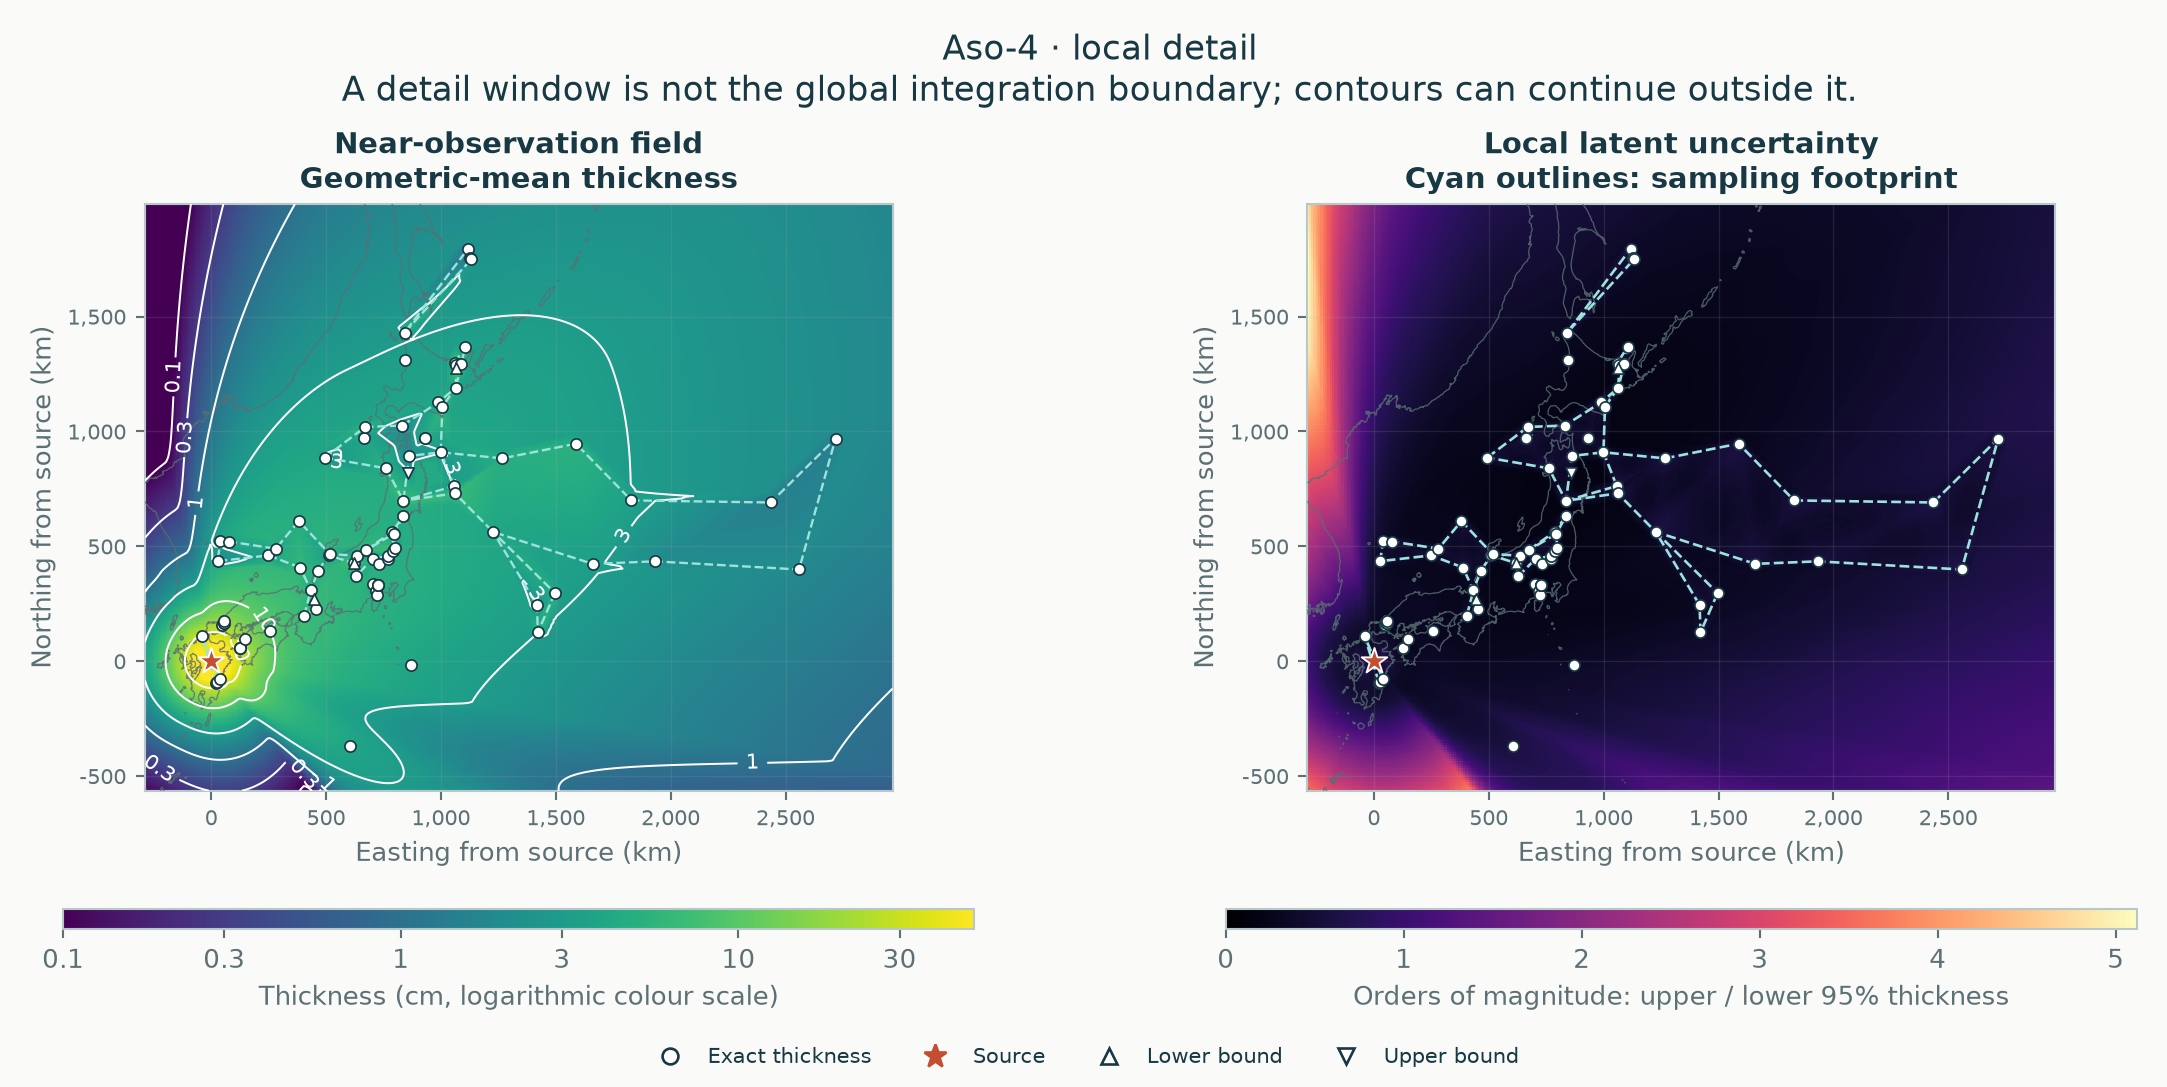 Aso-4 · local detail
A detail window is not the global integration boundary; contours can continue outside it.
Near-observation field
Geometric-mean thickness
Northing from source (km)
1,500
1,000
500
0
-500
0.1
0.3
1
3
3
3
3
10
0.3
0.3
1
1
0
500
1,000
1,500
2,000
2,500
Easting from source (km)
0.1
0.3
1
3
10
30
Thickness (cm, logarithmic colour scale)
Local latent uncertainty
Cyan outlines: sampling footprint
Northing from source (km)
1,500
1,000
500
0
-500
0
500
1,000
1,500
2,000
2,500
Easting from source (km)
0
1
2
3
4
5
Orders of magnitude: upper / lower 95% thickness
Exact thickness
Source
Lower bound
Upper bound